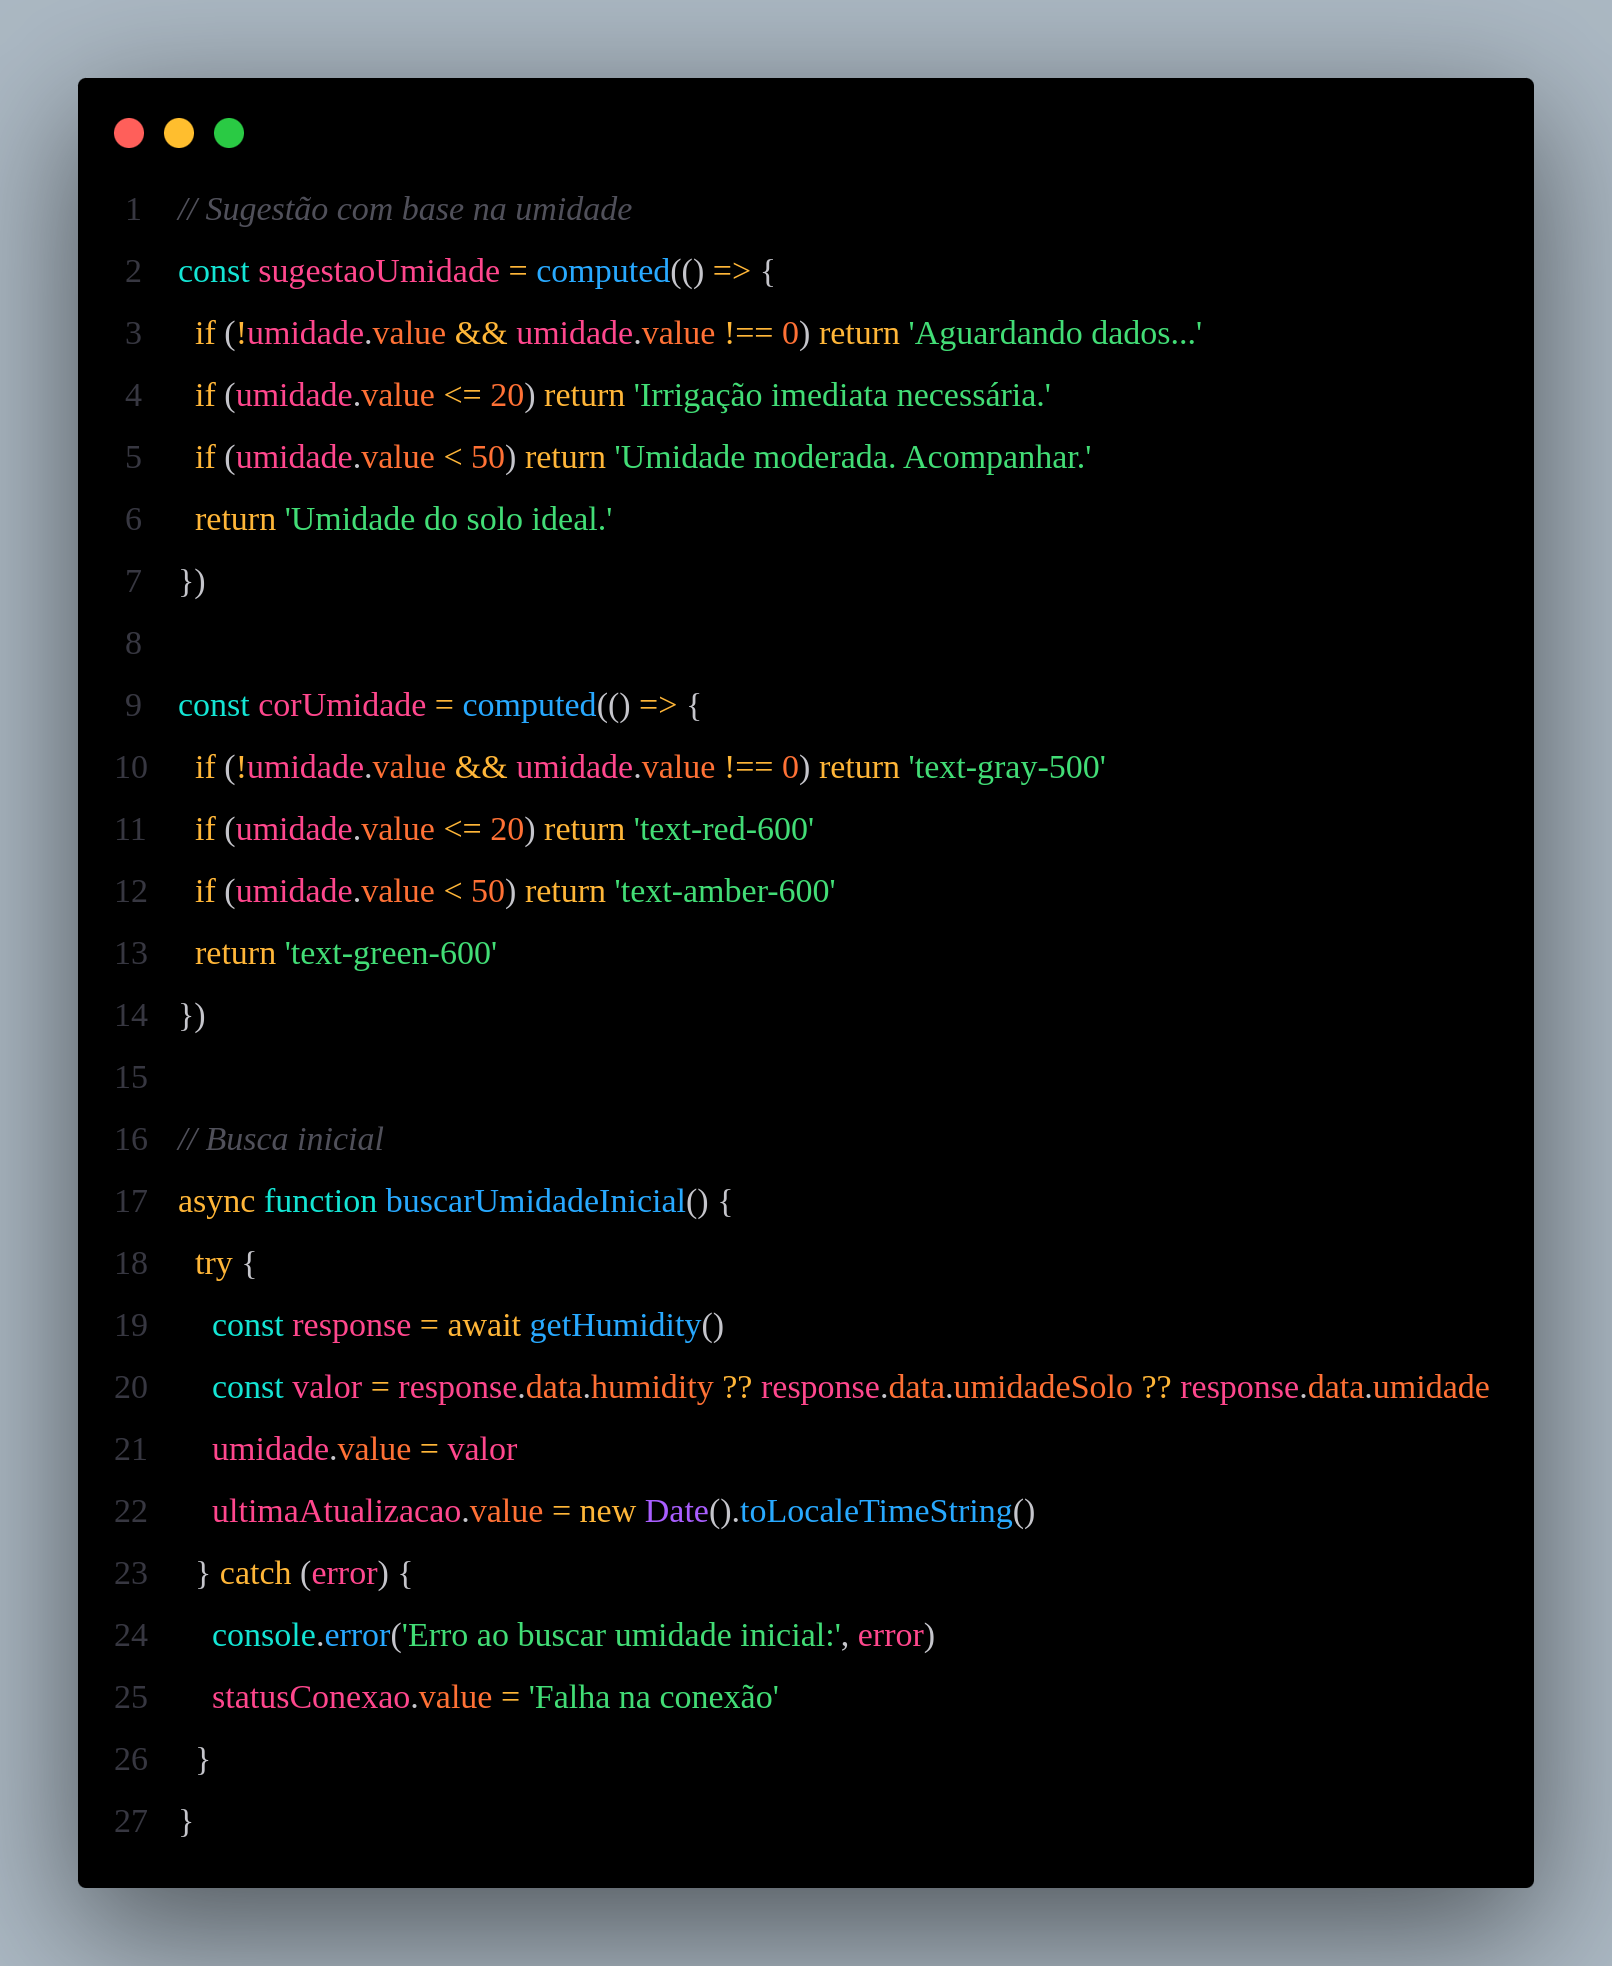 1 // Sugestão com base na umidade
2 const sugestaoUmidade = computed(() => {
3   if (!umidade.value && umidade.value !== 0) return 'Aguardando dados...'
4   if (umidade.value <= 20) return 'Irrigação imediata necessária.'
5   if (umidade.value < 50) return 'Umidade moderada. Acompanhar.'
6   return 'Umidade do solo ideal.'
7 })
8
9 const corUmidade = computed(() => {
10   if (!umidade.value && umidade.value !== 0) return 'text-gray-500'
11   if (umidade.value <= 20) return 'text-red-600'
12   if (umidade.value < 50) return 'text-amber-600'
13   return 'text-green-600'
14 })
15
16 // Busca inicial
17 async function buscarUmidadeInicial() {
18   try {
19     const response = await getHumidity()
20     const valor = response.data.humidity ?? response.data.umidadeSolo ?? response.data.umidade
21     umidade.value = valor
22     ultimaAtualizacao.value = new Date().toLocaleTimeString()
23   } catch (error) {
24     console.error('Erro ao buscar umidade inicial:', error)
25     statusConexao.value = 'Falha na conexão'
26   }
27 }